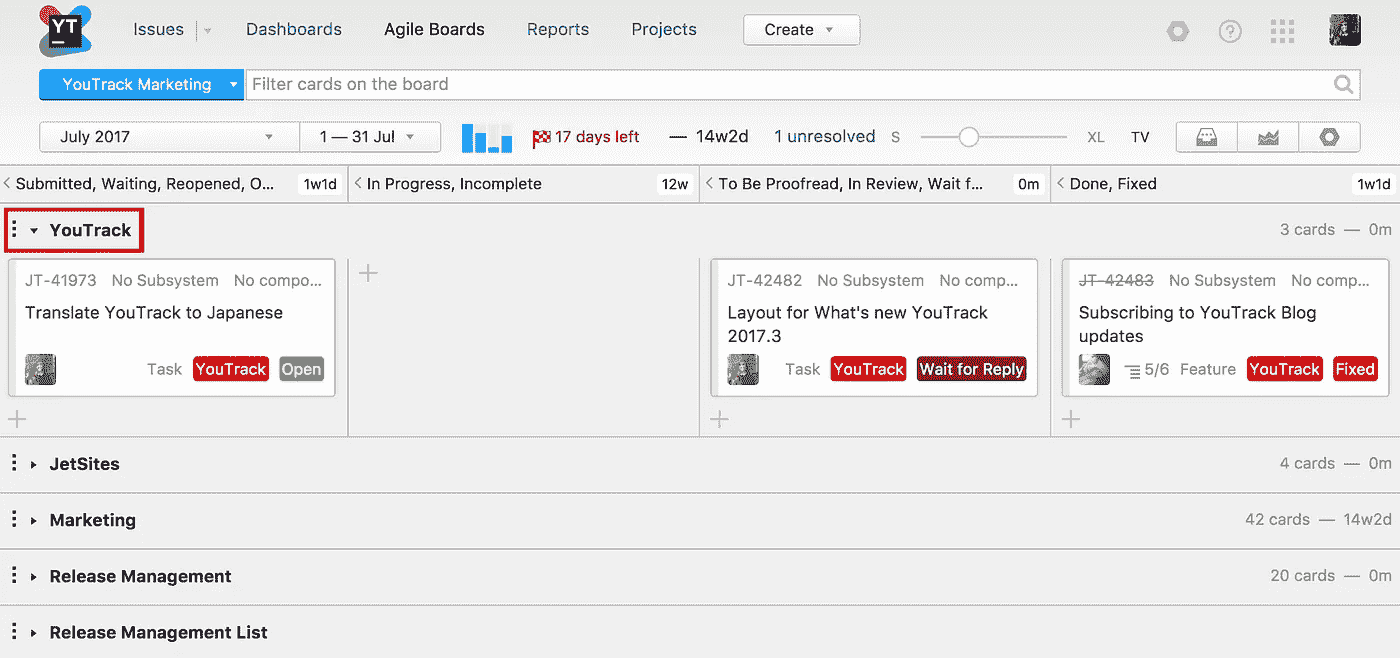 YT
Issues Dashboards Agile Boards Reports Projects Create
YouTrack Marketing Filter cards on the board
July 2017 1 — 31 Jul 17 days left — 14w2d 1 unresolved S XL TV
Submitted, Waiting, Reopened, O... 1w1d In Progress, Incomplete 12w To Be Proofread, In Review, Wait f... 0m Done, Fixed 1w1d
YouTrack 3 cards — 0m
JT-41973 No Subsystem No compo...
Translate YouTrack to Japanese
Task YouTrack Open
JT-42482 No Subsystem No comp...
Layout for What's new YouTrack
2017.3
Task YouTrack Wait for Reply
JT-42483 No Subsystem No comp...
Subscribing to YouTrack Blog
updates
5/6 Feature YouTrack Fixed
JetSites 4 cards — 0m
Marketing 42 cards — 14w2d
Release Management 20 cards — 0m
Release Management List